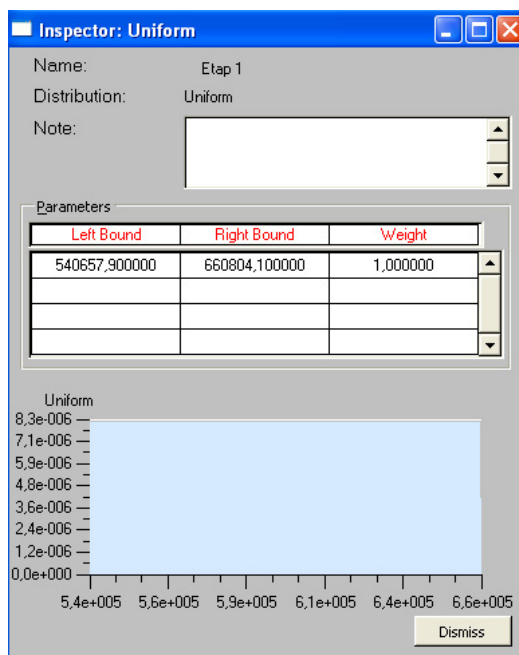 Inspector: Uniform
Name: Etap 1
Distribution: Uniform
Note:
Parameters
Left Bound Right Bound Weight
540657,900000 660804,100000 1,000000
Uniform
8,3e-006
7,1e-006
5,9e-006
4,8e-006
3,6e-006
2,4e-006
1,2e-006
0,0e+000
5,4e+005 5,6e+005 5,9e+005 6,1e+005 6,4e+005 6,6e+005
Dismiss